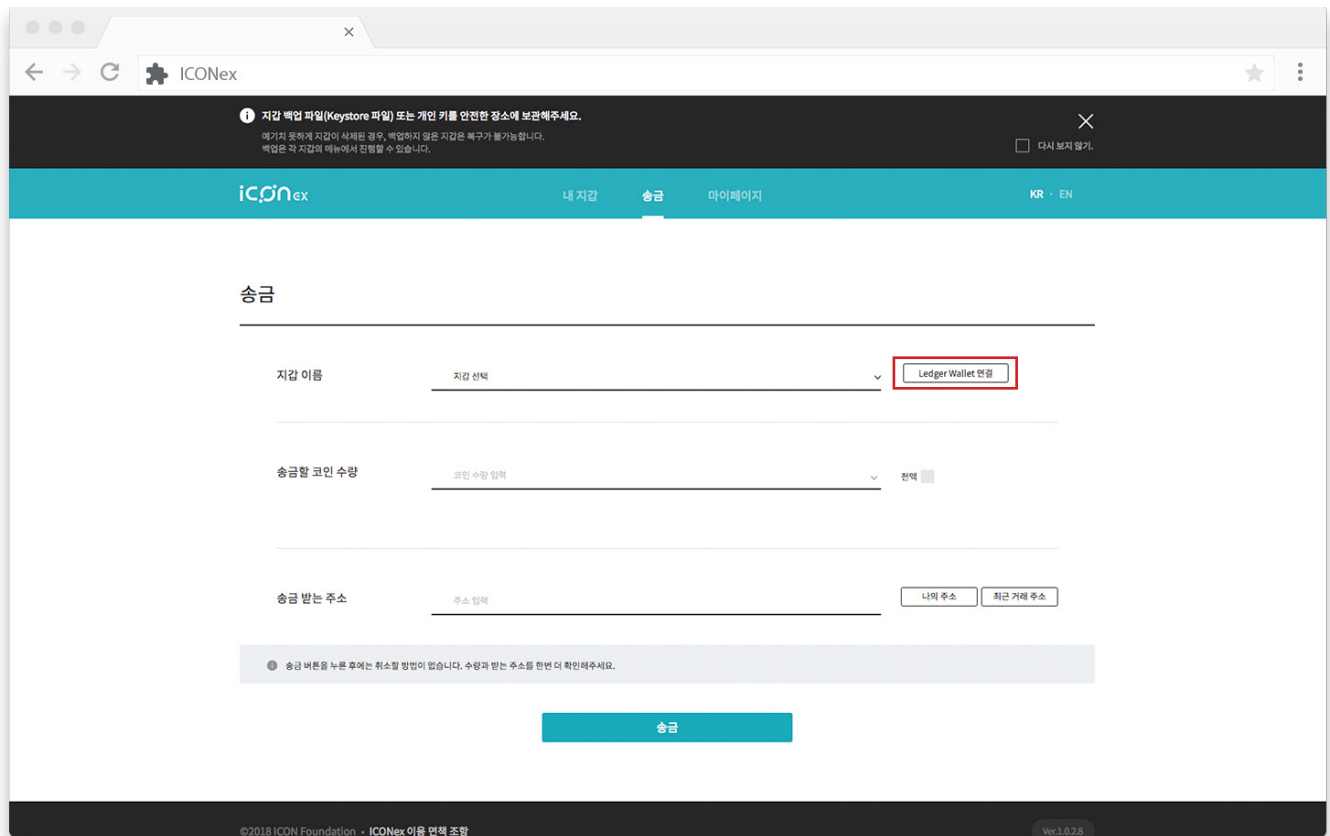 ICONex
지갑 백업 파일(Keystore 파일) 또는 개인 키를 안전한 장소에 보관해주세요.
예기치 못하게 지갑이 삭제된 경우, 백업하지 않은 지갑은 복구가 불가능합니다.
백업은 각 지갑의 메뉴에서 진행할 수 있습니다.
다시 보지 않기.
icon ex 내 지갑 송금 마이페이지 KR · EN
송금
지갑 이름 지갑 선택 Ledger Wallet 연결
송금할 코인 수량 코인 수량 입력 전액
송금 받는 주소 주소 입력 나의 주소 최근 거래 주소
송금 버튼을 누른 후에는 취소할 방법이 없습니다. 수량과 받는 주소를 한번 더 확인해주세요.
송금
©2018 ICON Foundation • ICONex 이용 면책 조항 Ver.1.0.2.8